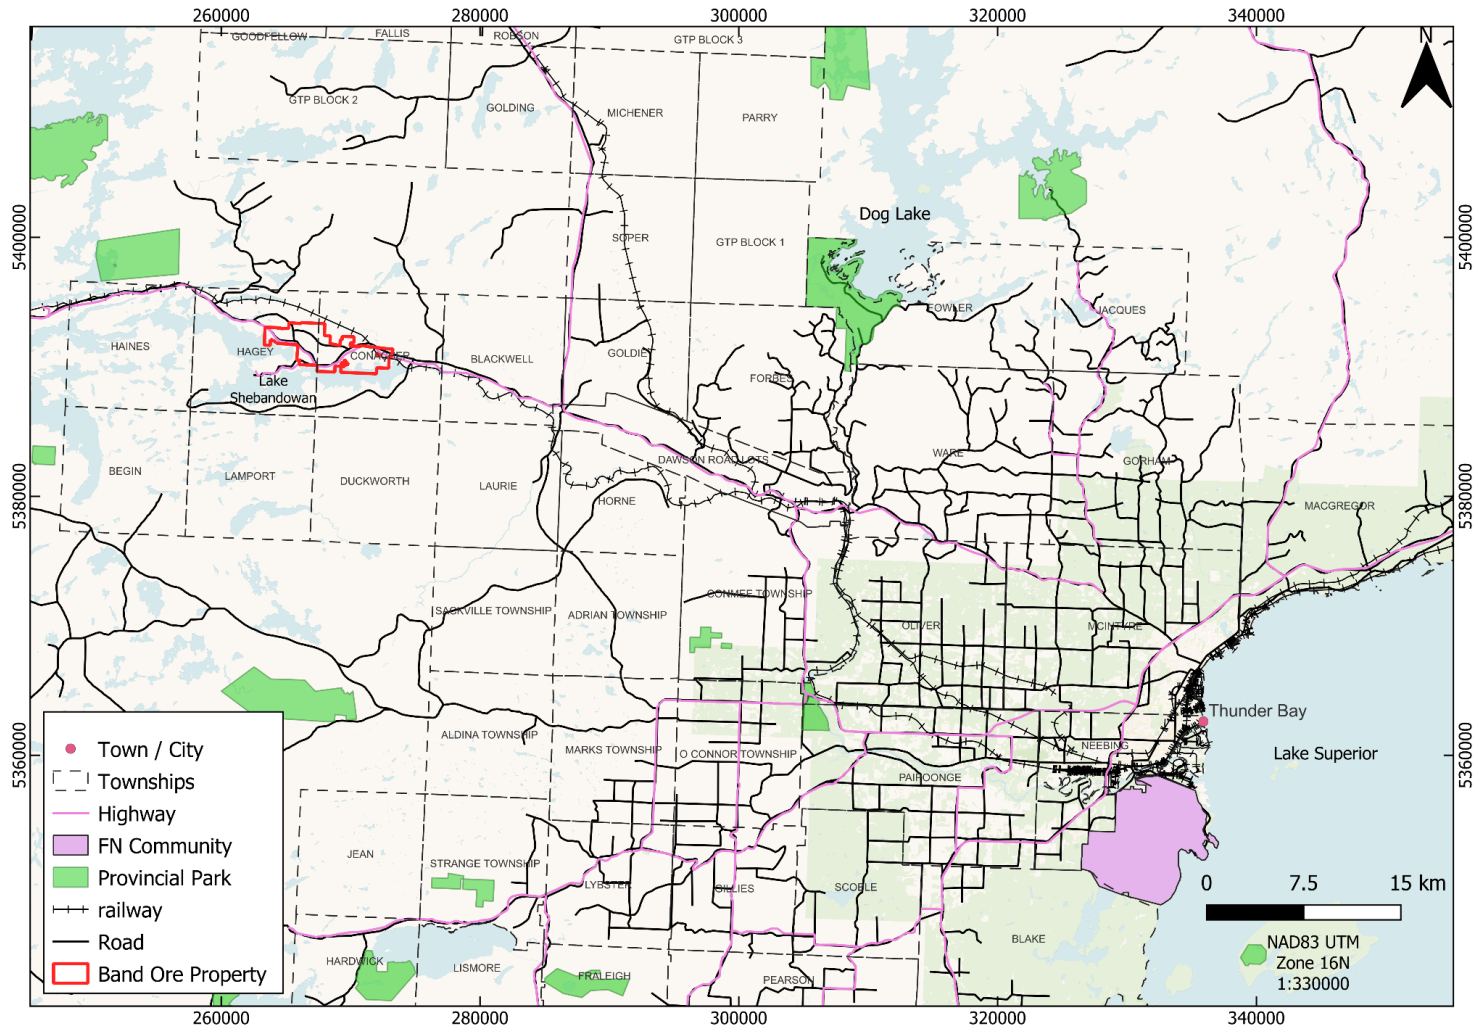 260000
280000
300000
320000
340000
GOODFELLOW
FALLIS
ROBSON
GTP BLOCK 3
N
GTP BLOCK 2
GOLDING
MICHENER
PARRY
Dog Lake
5400000
SOPER
GTP BLOCK 1
5400000
FOWLER
JACQUES
HAINES
HAGEY
CONACHER
BLACKWELL
GOLDIE
FORBES
Lake
Shebandowan
BEGIN
LAMPORT
DUCKWORTH
LAURIE
DAWSON ROAD LOTS
WARE
GORHAM
5380000
HORNE
MACGREGOR
5380000
SACKVILLE TOWNSHIP
ADRIAN TOWNSHIP
CONMEE TOWNSHIP
OLIVER
MCINTYRE
Thunder Bay
ALDINA TOWNSHIP
MARKS TOWNSHIP
O CONNOR TOWNSHIP
NEEBING
Lake Superior
5360000
PAIPOONGE
5360000
JEAN
STRANGE TOWNSHIP
LYBSTER
GILLIES
SCOBLE
BLAKE
HARDWICK
LISMORE
FRALEIGH
PEARSON
Town / City
Townships
Highway
FN Community
Provincial Park
railway
Road
Band Ore Property
0
7.5
15 km
NAD83 UTM
Zone 16N
1:330000
260000
280000
300000
320000
340000